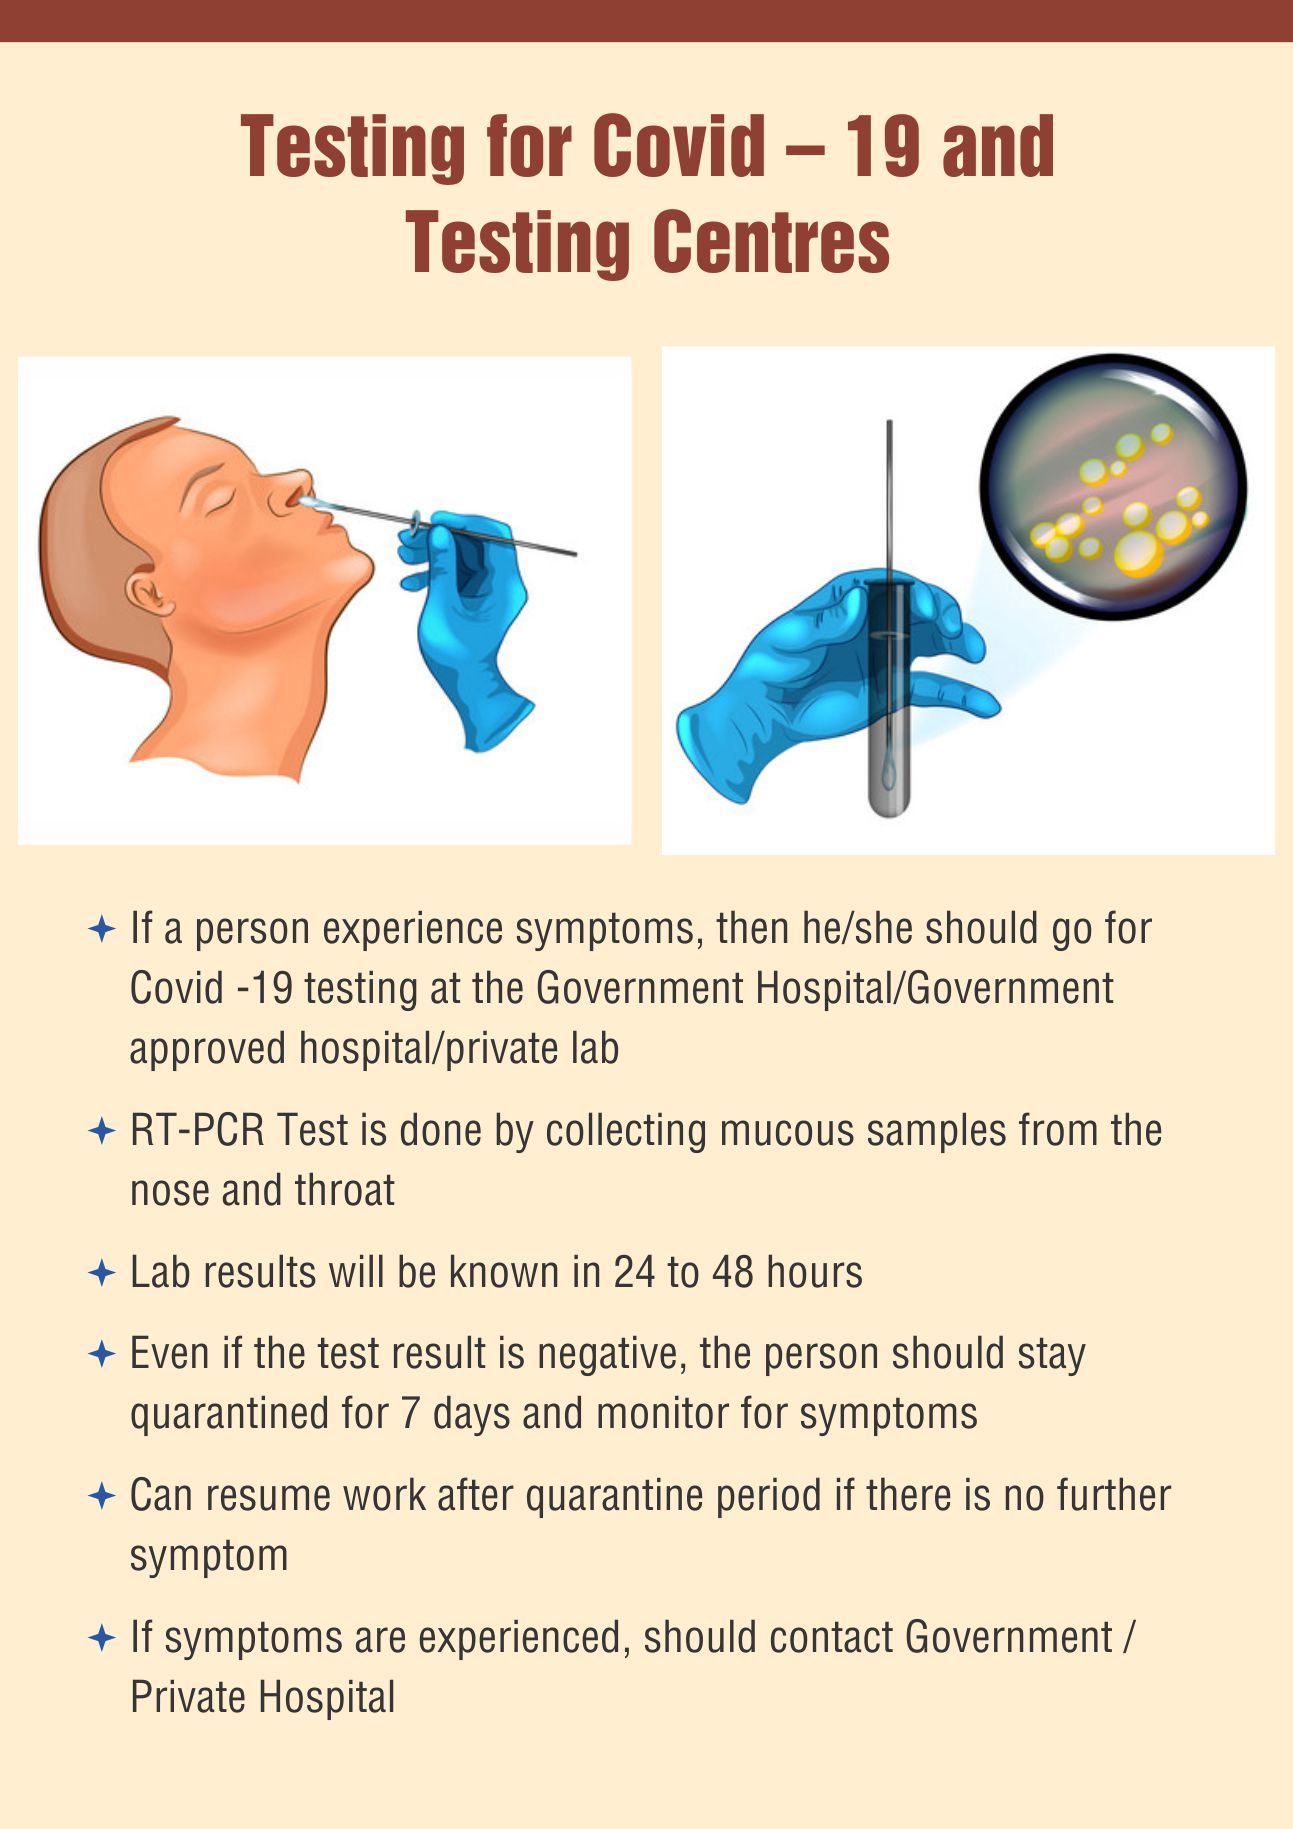 Testing for Covid – 19 and
Testing Centres
If a person experience symptoms, then he/she should go for
Covid -19 testing at the Government Hospital/Government
approved hospital/private lab
RT-PCR Test is done by collecting mucous samples from the
nose and throat
Lab results will be known in 24 to 48 hours
Even if the test result is negative, the person should stay
quarantined for 7 days and monitor for symptoms
Can resume work after quarantine period if there is no further
symptom
If symptoms are experienced, should contact Government /
Private Hospital